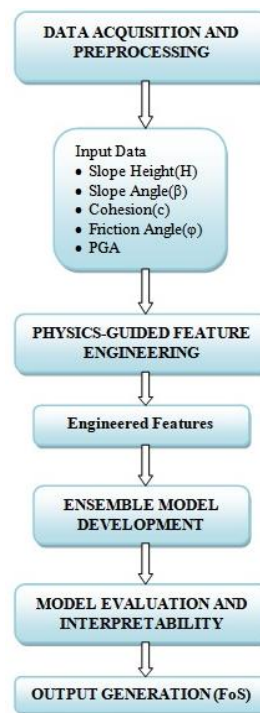 DATA ACQUISITION AND
PREPROCESSING
Input Data
• Slope Height(H)
• Slope Angle(β)
• Cohesion(c)
• Friction Angle(φ)
• PGA
PHYSICS-GUIDED FEATURE
ENGINEERING
Engineered Features
ENSEMBLE MODEL
DEVELOPMENT
MODEL EVALUATION AND
INTERPRETABILITY
OUTPUT GENERATION (FoS)